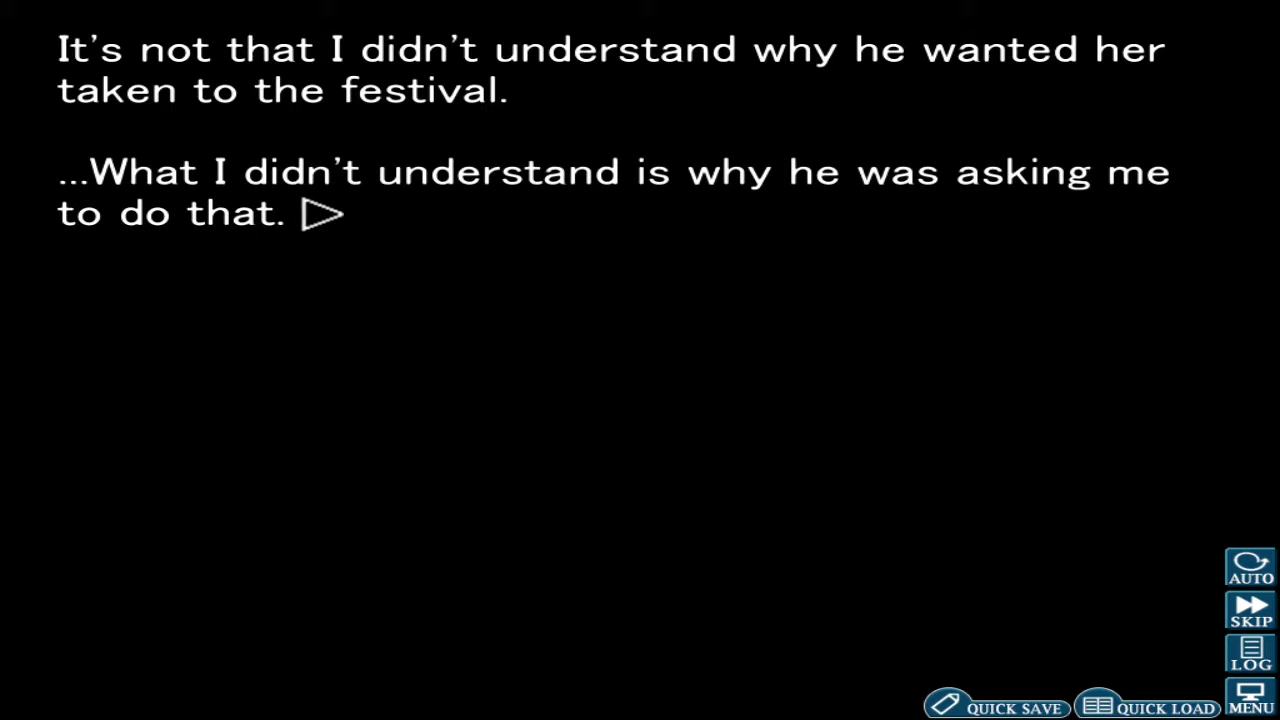 It's not that I didn't understand why he wanted her
taken to the festival.
...What I didn't understand is why he was asking me
to do that.
AUTO
SKIP
LOG
MENU
QUICK SAVE
QUICK LOAD